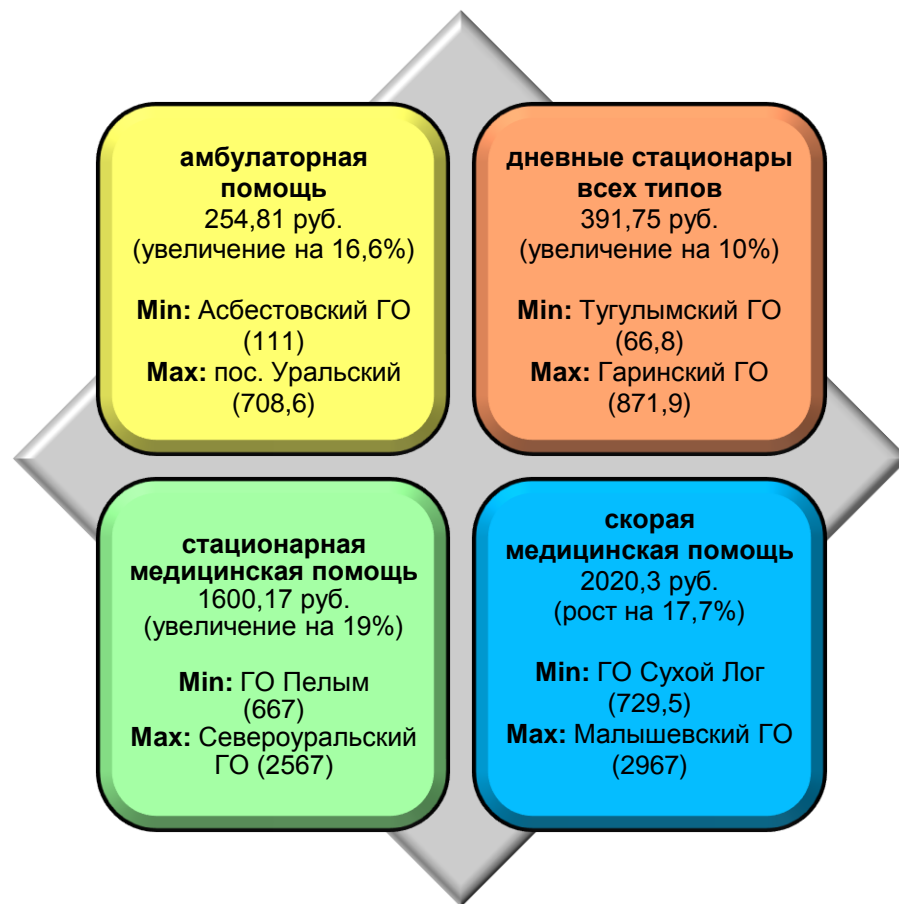 амбулаторная
помощь
254,81 руб.
(увеличение на 16,6%)
Min: Асбестовский ГО
(111)
Max: пос. Уральский
(708,6)
дневные стационары
всех типов
391,75 руб.
(увеличение на 10%)
Min: Тугулымский ГО
(66,8)
Max: Гаринский ГО
(871,9)
стационарная
медицинская помощь
1600,17 руб.
(увеличение на 19%)
Min: ГО Пелым
(667)
Max: Североуральский
ГО (2567)
скорая
медицинская помощь
2020,3 руб.
(рост на 17,7%)
Min: ГО Сухой Лог
(729,5)
Max: Малышевский ГО
(2967)